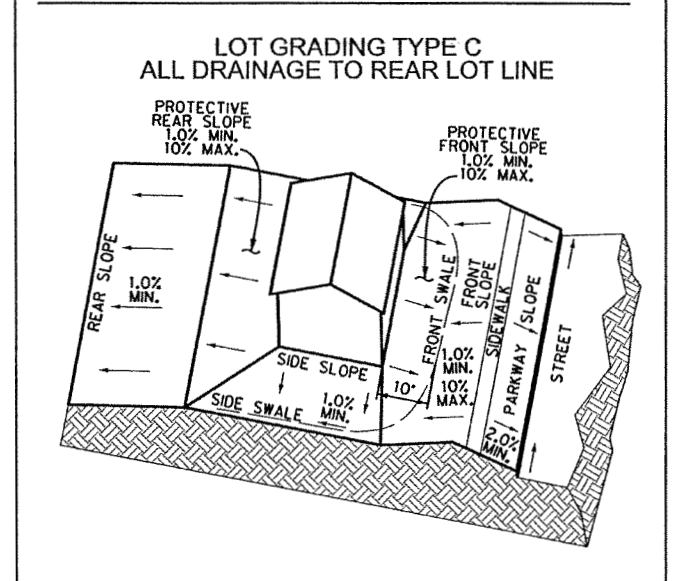 LOT GRADING TYPE C
ALL DRAINAGE TO REAR LOT LINE
PROTECTIVE
REAR SLOPE
1.0% MIN.
10% MAX.
PROTECTIVE
FRONT SLOPE
1.0% MIN.
10% MAX.
REAR SLOPE
1.0%
MIN.
SIDE SLOPE
1.0%
MIN.
SIDE SWALE
10'
FRONT SWALE
FRONT
SLOPE
1.0%
MIN.
10%
MAX.
SIDEWALK
PARKWAY SLOPE
2.0%
MIN.
STREET